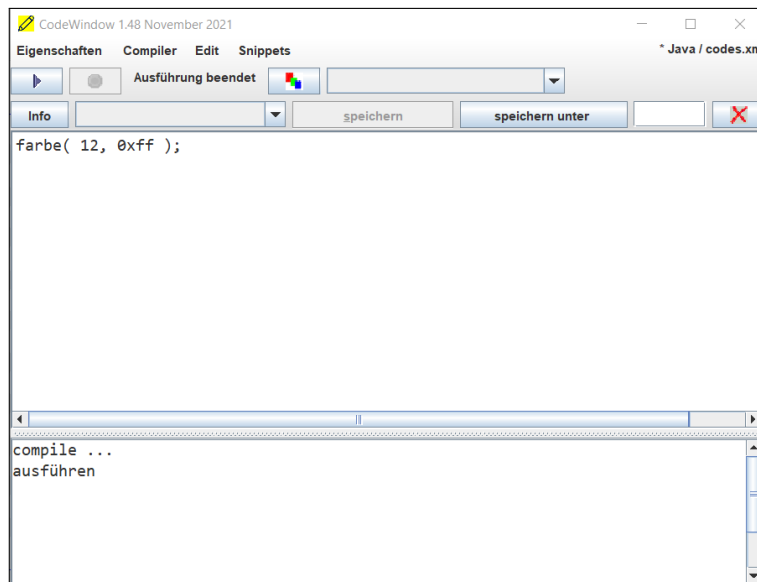 CodeWindow 1.48 November 2021
Eigenschaften Compiler Edit Snippets * Java / codes.xm
Ausführung beendet
Info speichern speichern unter
farbe( 12, 0xff );
compile ...
ausführen